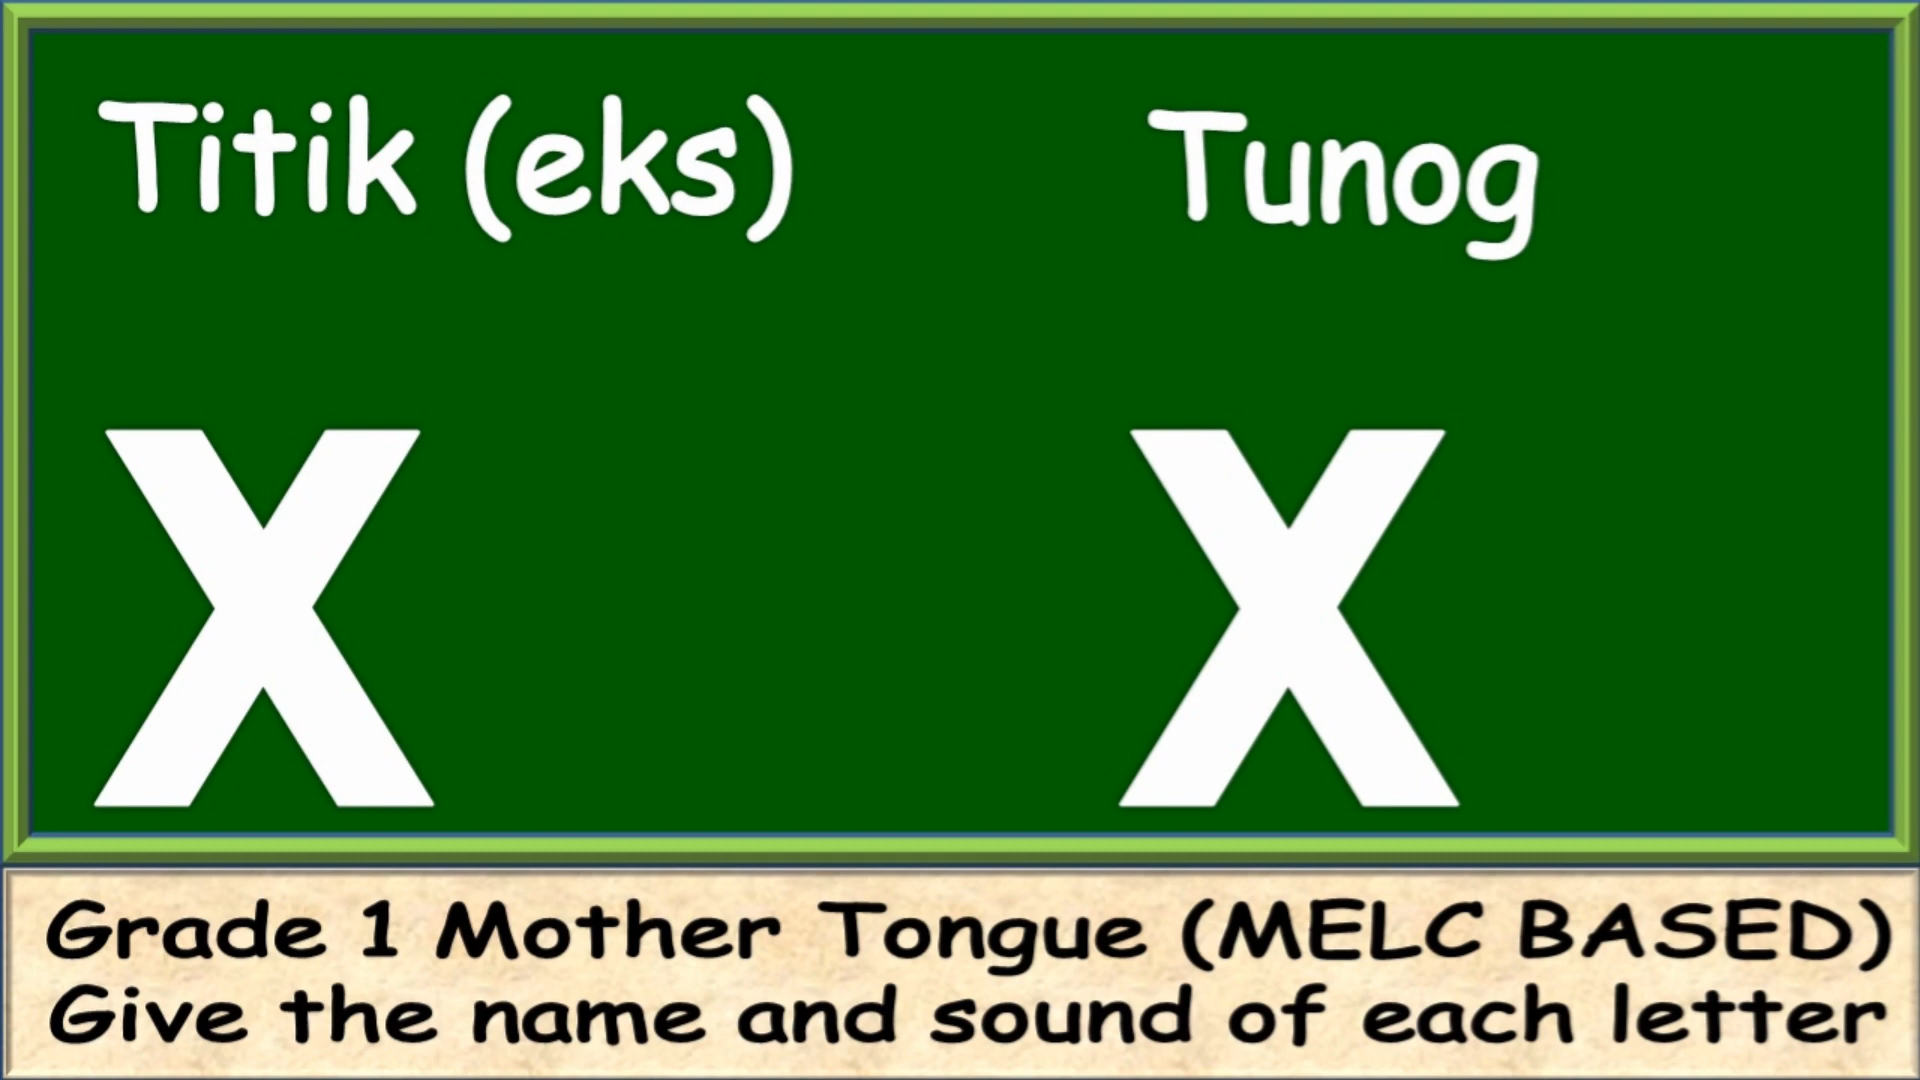 Titik (eks) Tunog
X X
Grade 1 Mother Tongue (MELC BASED)
Give the name and sound of each letter